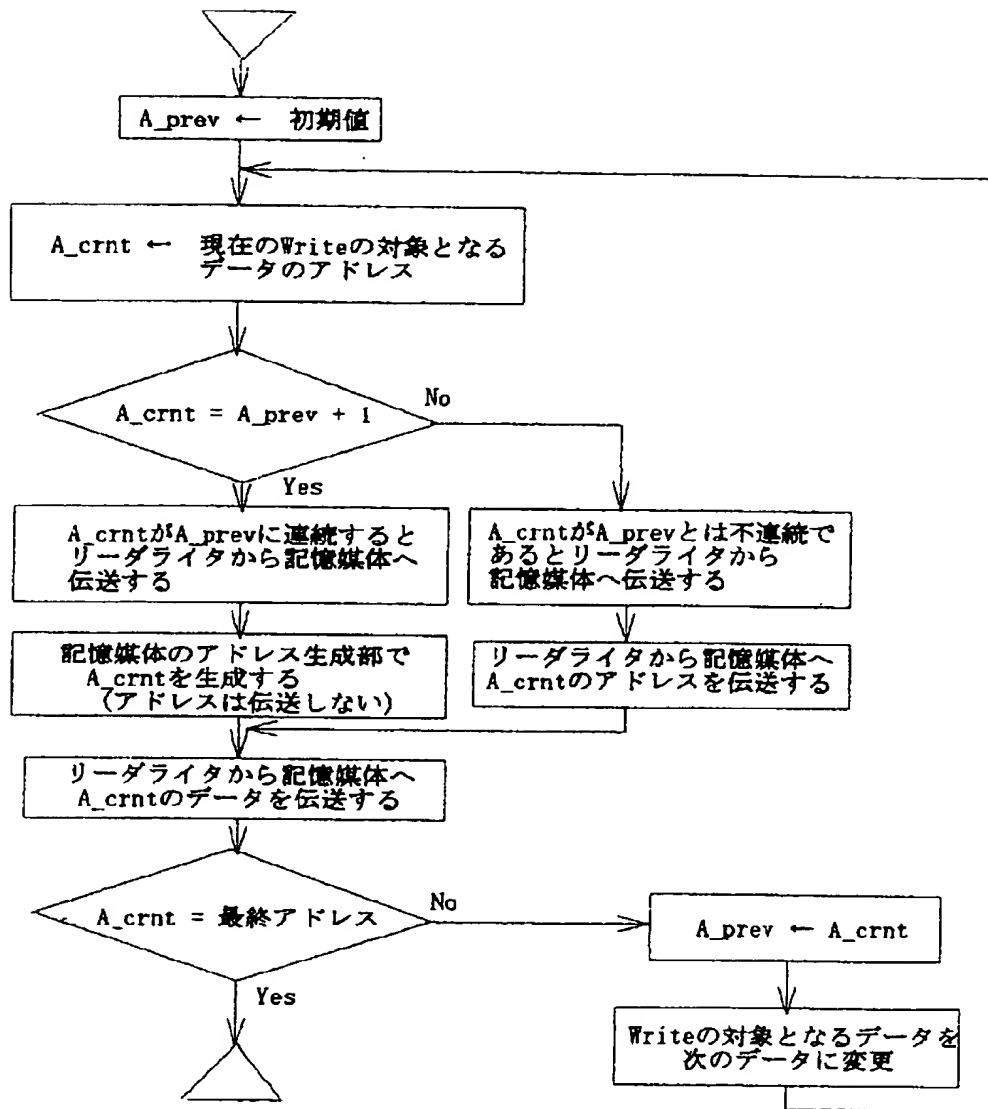 A_prev ← 初期値
A_crnt ← 現在のWriteの対象となる
データのアドレス
A_crnt = A_prev + 1
No
Yes
A_crntがA_prevに連続すると
リーダライタから記憶媒体へ
伝送する
A_crntがA_prevとは不連続で
あるとリーダライタから
記憶媒体へ伝送する
記憶媒体のアドレス生成部で
A_crntを生成する
(アドレスは伝送しない)
リーダライタから記憶媒体へ
A_crntのアドレスを伝送する
リーダライタから記憶媒体へ
A_crntのデータを伝送する
A_crnt = 最終アドレス
No
Yes
A_prev ← A_crnt
Writeの対象となるデータを
次のデータに変更